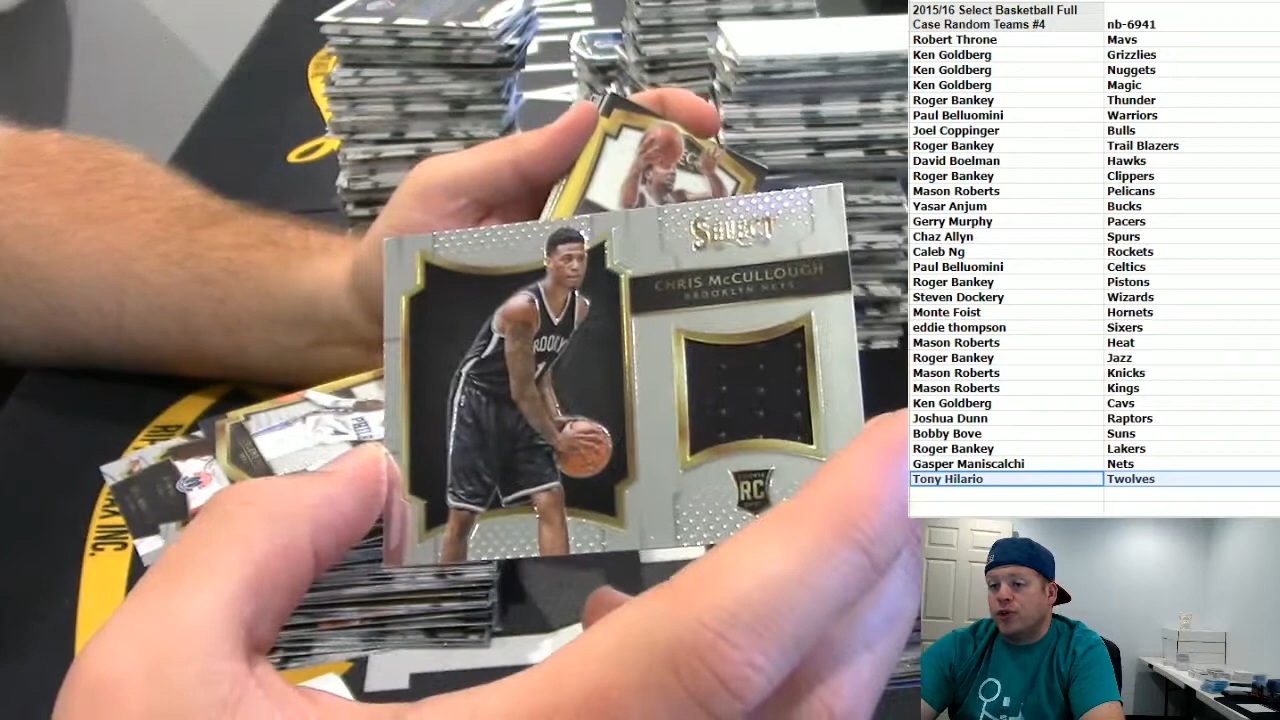 2015/16 Select Basketball Full
Case Random Teams #4 nb-6941
Robert Throne Mavs
Ken Goldberg Grizzlies
Ken Goldberg Nuggets
Ken Goldberg Magic
Roger Bankey Thunder
Paul Belluomini Warriors
Joel Coppinger Bulls
Roger Bankey Trail Blazers
David Boelman Hawks
Roger Bankey Clippers
Mason Roberts Pelicans
Yasar Anjum Bucks
Gerry Murphy Pacers
Chaz Allyn Spurs
Caleb Ng Rockets
Paul Belluomini Celtics
Roger Bankey Pistons
Steven Dockery Wizards
Monte Foist Hornets
eddie thompson Sixers
Mason Roberts Heat
Roger Bankey Jazz
Mason Roberts Knicks
Mason Roberts Kings
Ken Goldberg Cavs
Joshua Dunn Raptors
Bobby Bove Suns
Roger Bankey Lakers
Gasper Maniscalchi Nets
Tony Hilario Twolves
Select
CHRIS McCULLOUGH
BROOKLYN NETS
ROOKIE
RC
INC.
PHILA